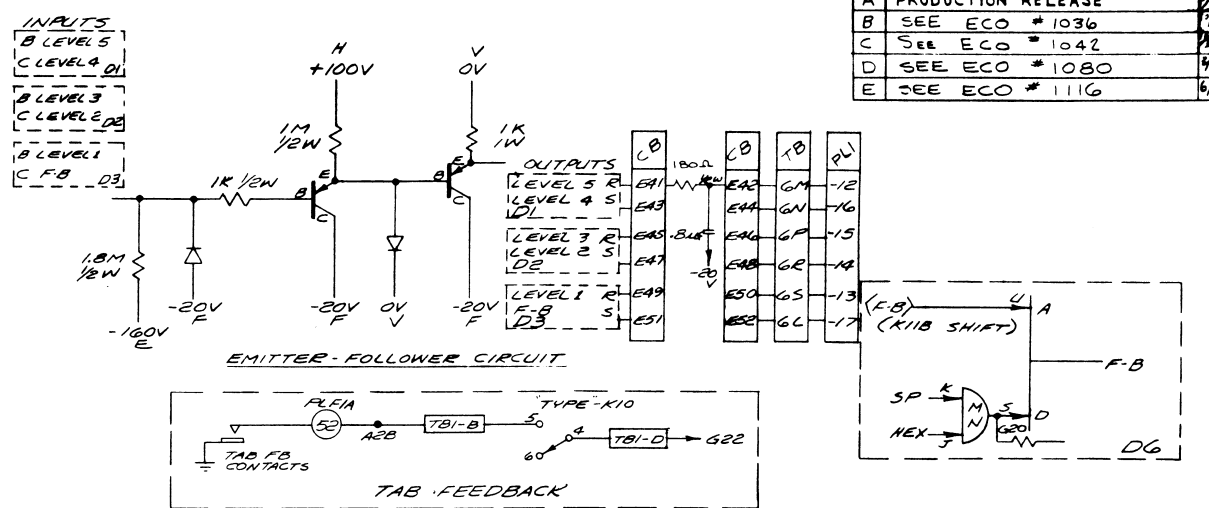 A PRODUCTION RELEASE
B SEE ECO # 1036
C SEE ECO # 1042
D SEE ECO # 1080
E SEE ECO # 1116
INPUTS
B LEVEL 5
C LEVEL 4 D1
B LEVEL 3
C LEVEL 2 D2
B LEVEL 1
C F-B D3
H
+100V
V
0V
1M
1/2W
1K
1W
1K 1/2W
B
E
C
B
E
C
1.8M
1/2W
-160V
E
-20V
F
-20V
F
0V
V
-20V
F
EMITTER-FOLLOWER CIRCUIT
OUTPUTS
LEVEL 5 R
LEVEL 4 S
D1
LEVEL 3 R
LEVEL 2 S
D2
LEVEL 1 R
F-B S
D3
CB
E41
E43
E45
E47
E49
E51
180Ω
-20
V
CB
E42
E44
E46
E48
E50
E52
TB
6M
6N
6P
6R
6S
6L
PL1
-12
-16
-15
-14
-13
-17
(F-B)
(K11B SHIFT)
U
A
F-B
SP
K
M
N
S
D
HEX
J
G20
D6
PLF1A
52
A2B
TB1-B
TYPE-K10
5
4
6
TB1-D
G22
TAB FB
CONTACTS
TAB FEEDBACK